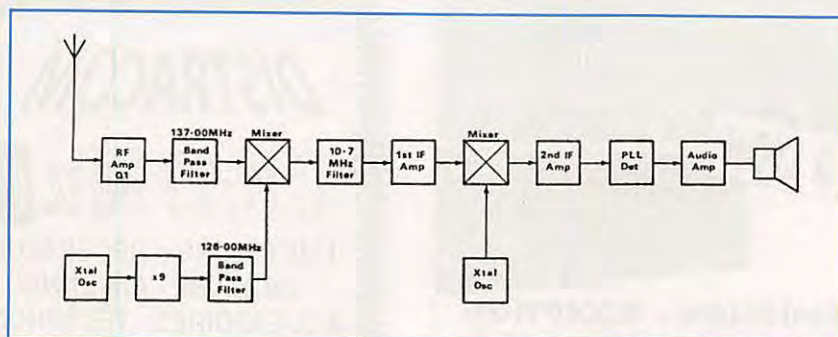 137·00MHz
Mixer
Mixer
RF
Amp
Q1
Band
Pass
Filter
10·7
MHz
Filter
1st IF
Amp
2nd IF
Amp
PLL
Det
Audio
Amp
126·00MHz
Xtal
Osc
x9
Band
Pass
Filter
Xtal
Osc